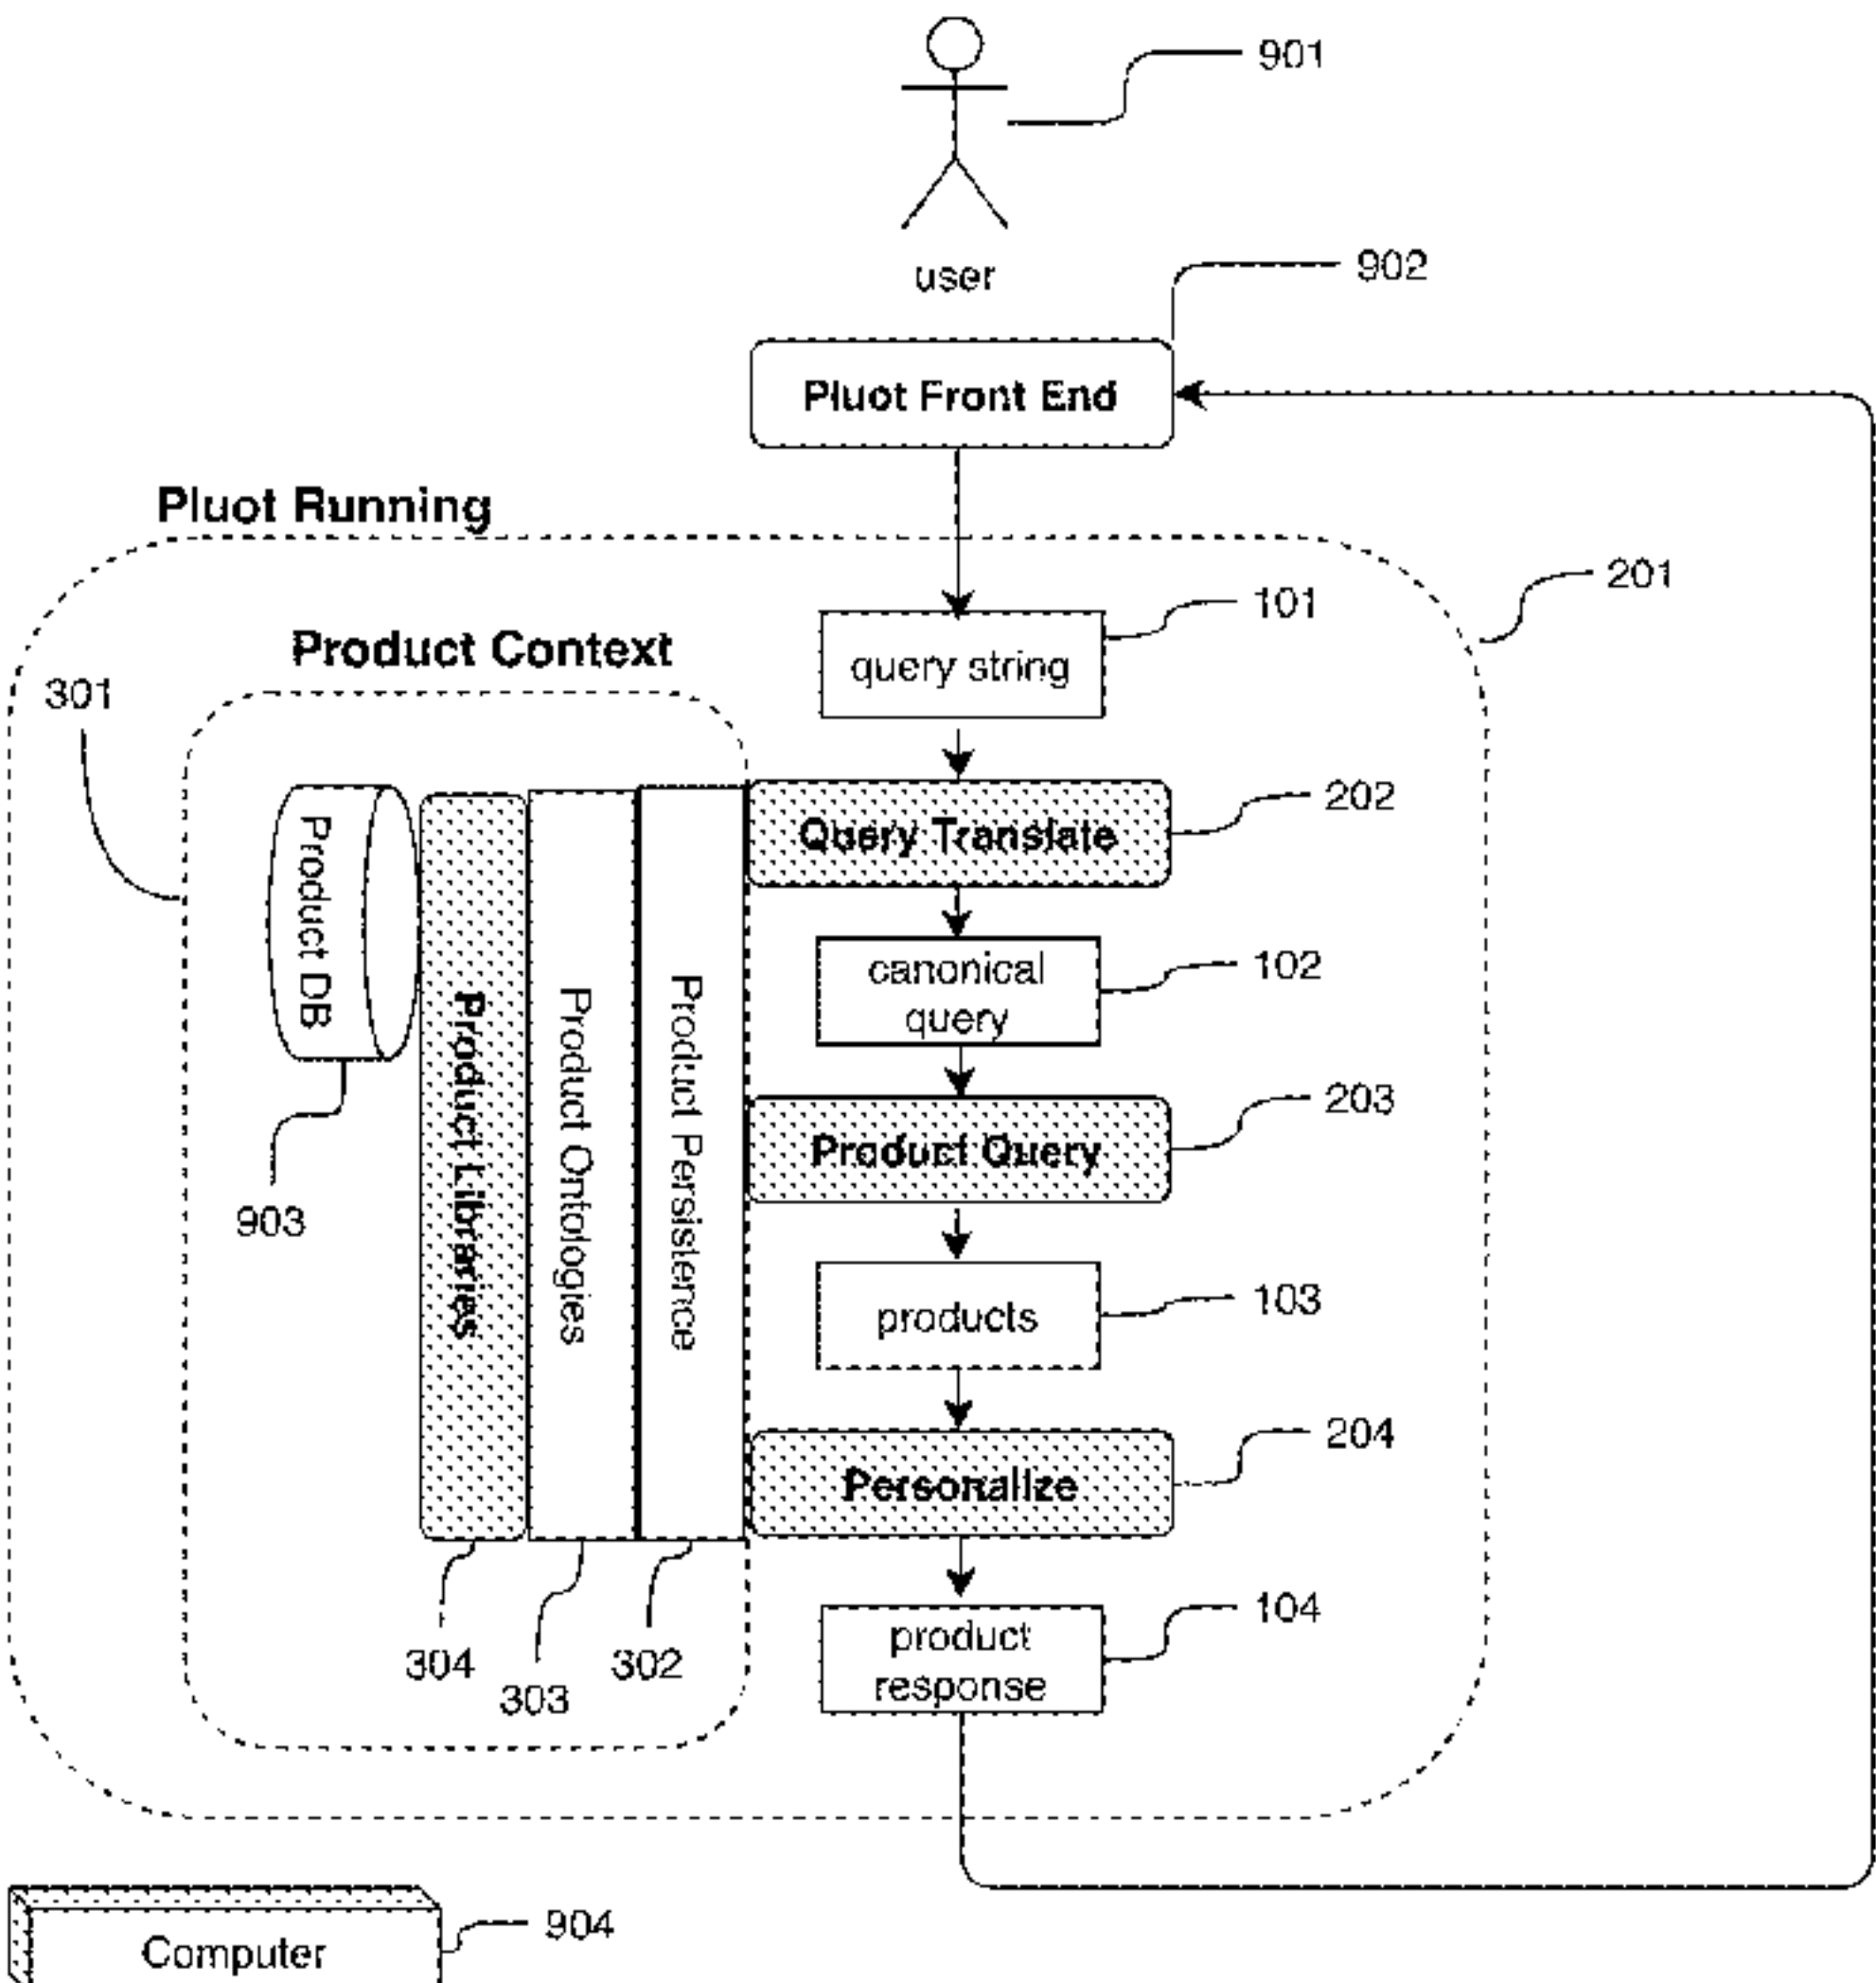 901
user
902
Pluot Front End
Pluot Running
201
101
Product Context
query string
301
202
Query Translate
Product DB
canonical
query
102
Product Libraries
Product Ontologies
Product Persistence
203
Product Query
903
103
products
204
Personalize
104
product
response
304
303
302
904
Computer